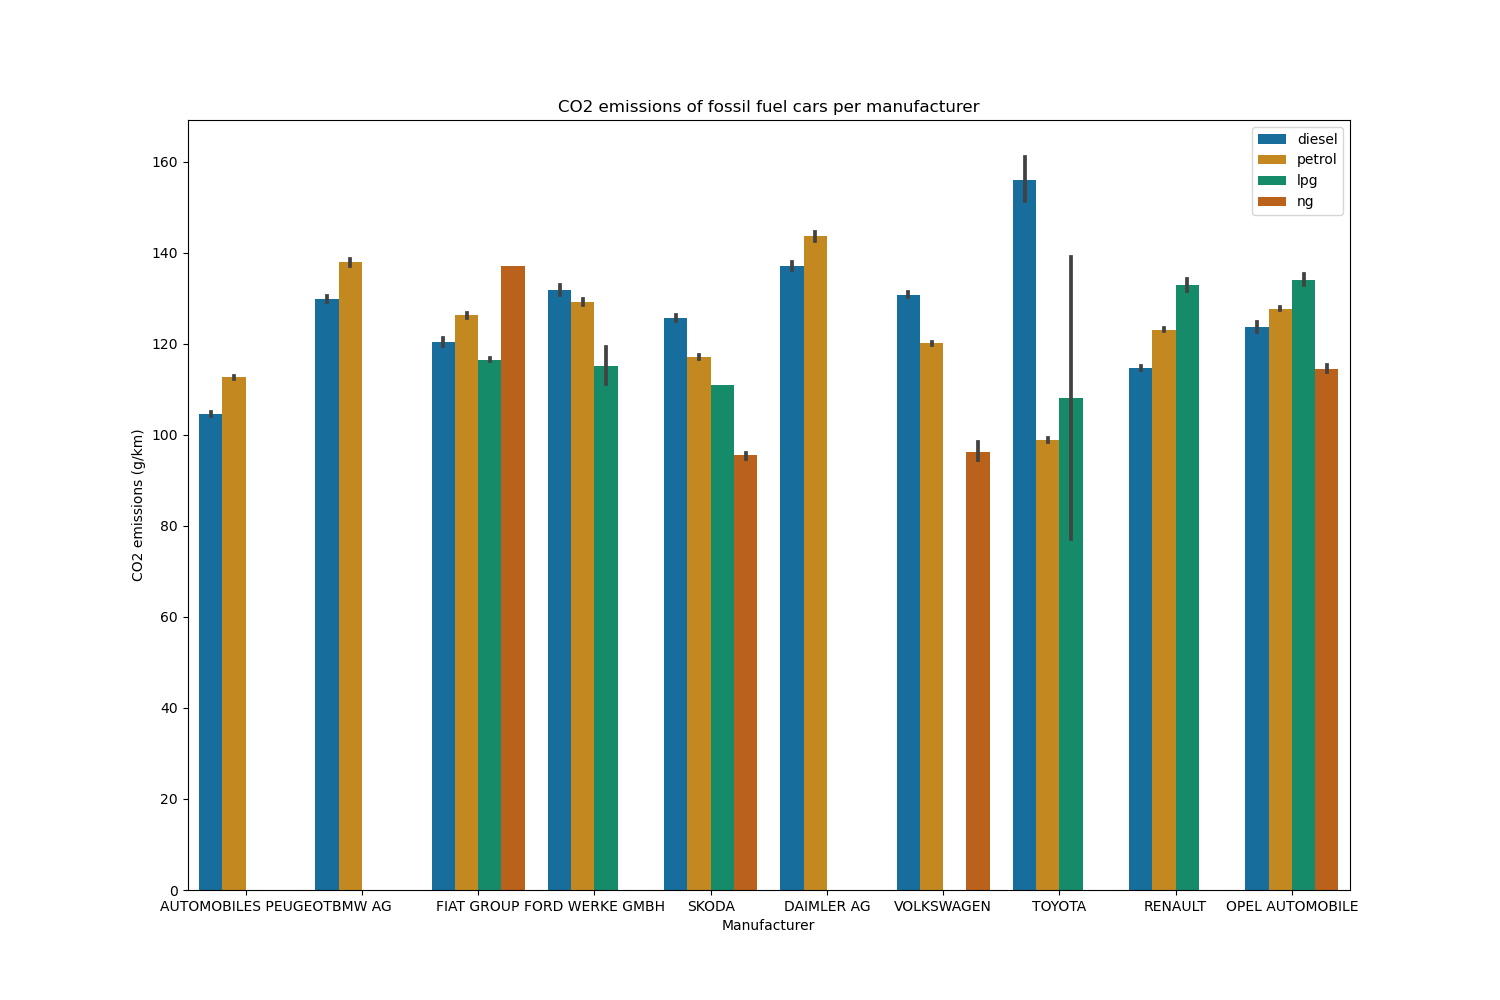 CO2 emissions of fossil fuel cars per manufacturer
diesel
petrol
lpg
ng
CO2 emissions (g/km)
160
140
120
100
80
60
40
20
0
AUTOMOBILES PEUGEOT
BMW AG
FIAT GROUP
FORD WERKE GMBH
SKODA
DAIMLER AG
VOLKSWAGEN
TOYOTA
RENAULT
OPEL AUTOMOBILE
Manufacturer